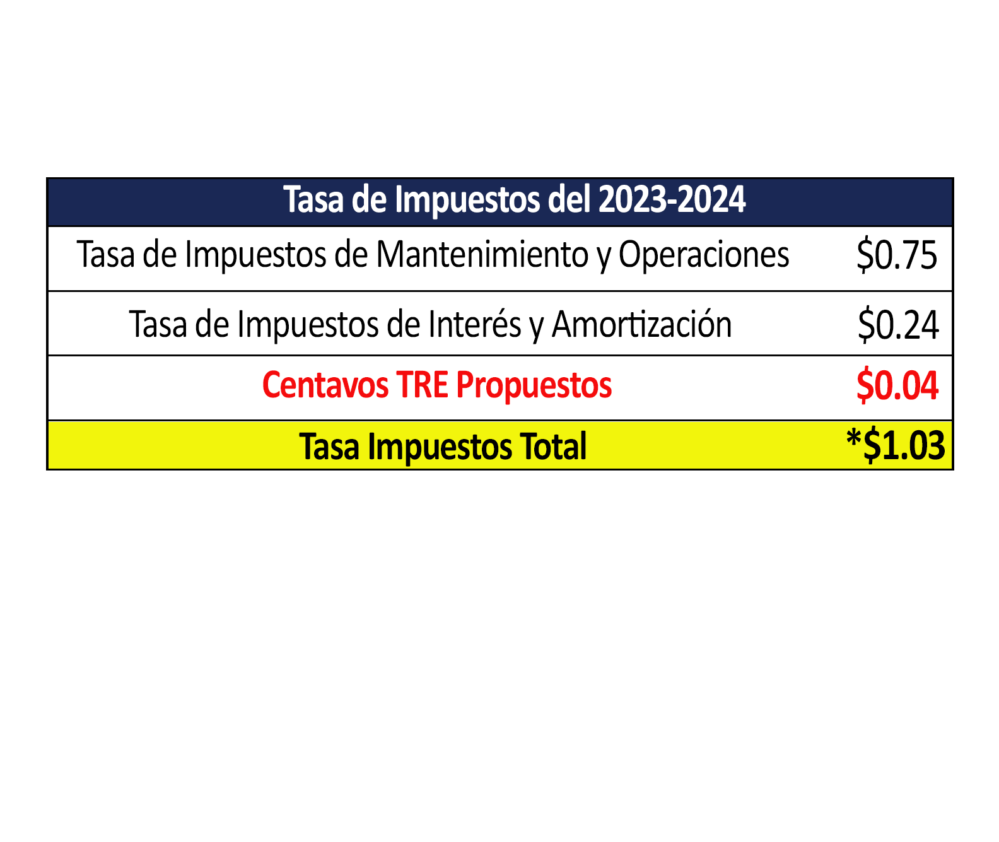 Tasa de Impuestos del 2023-2024
Tasa de Impuestos de Mantenimiento y Operaciones $0.75
Tasa de Impuestos de Interés y Amortización $0.24
Centavos TRE Propuestos $0.04
Tasa Impuestos Total *$1.03